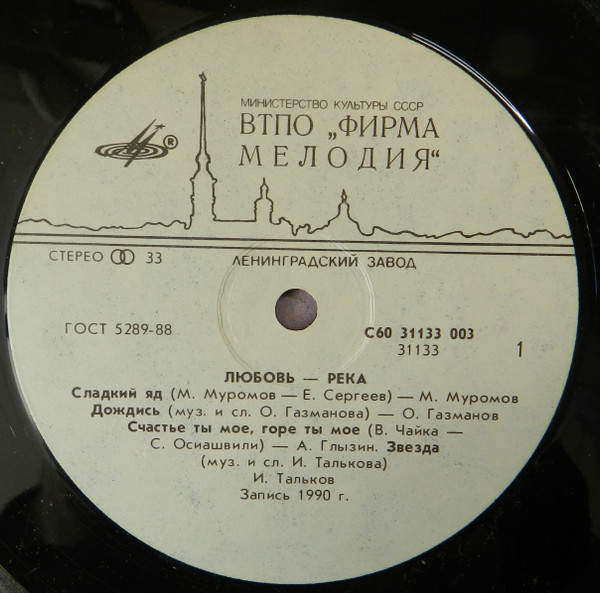 МИНИСТЕРСТВО КУЛЬТУРЫ СССР
ВТПО „ФИРМА
МЕЛОДИЯ“
®
СТЕРЕО 33
ЛЕНИНГРАДСКИЙ ЗАВОД
ГОСТ 5289-88
С60 31133 003
31133
1
ЛЮБОВЬ — РЕКА
Сладкий яд (М. Муромов — Е. Сергеев) — М. Муромов
Дождись (муз. и сл. О. Газманова) — О. Газманов
Счастье ты мое, горе ты мое (В. Чайка —
С. Осиашвили) — А. Глызин. Звезда
(муз. и сл. И. Талькова)
И. Тальков
Запись 1990 г.